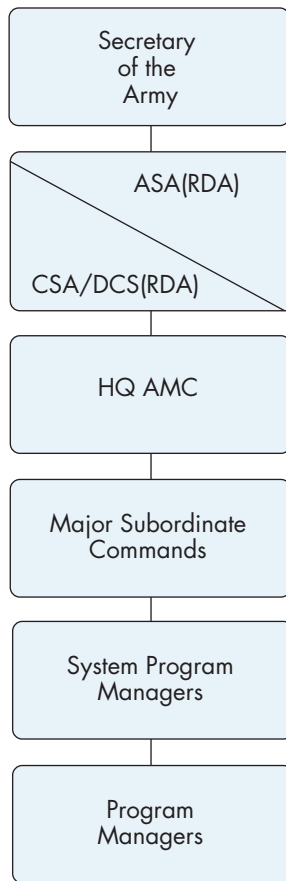 Secretary
of the
Army
ASA(RDA)
CSA/DCS(RDA)
HQ AMC
Major Subordinate
Commands
System Program
Managers
Program
Managers